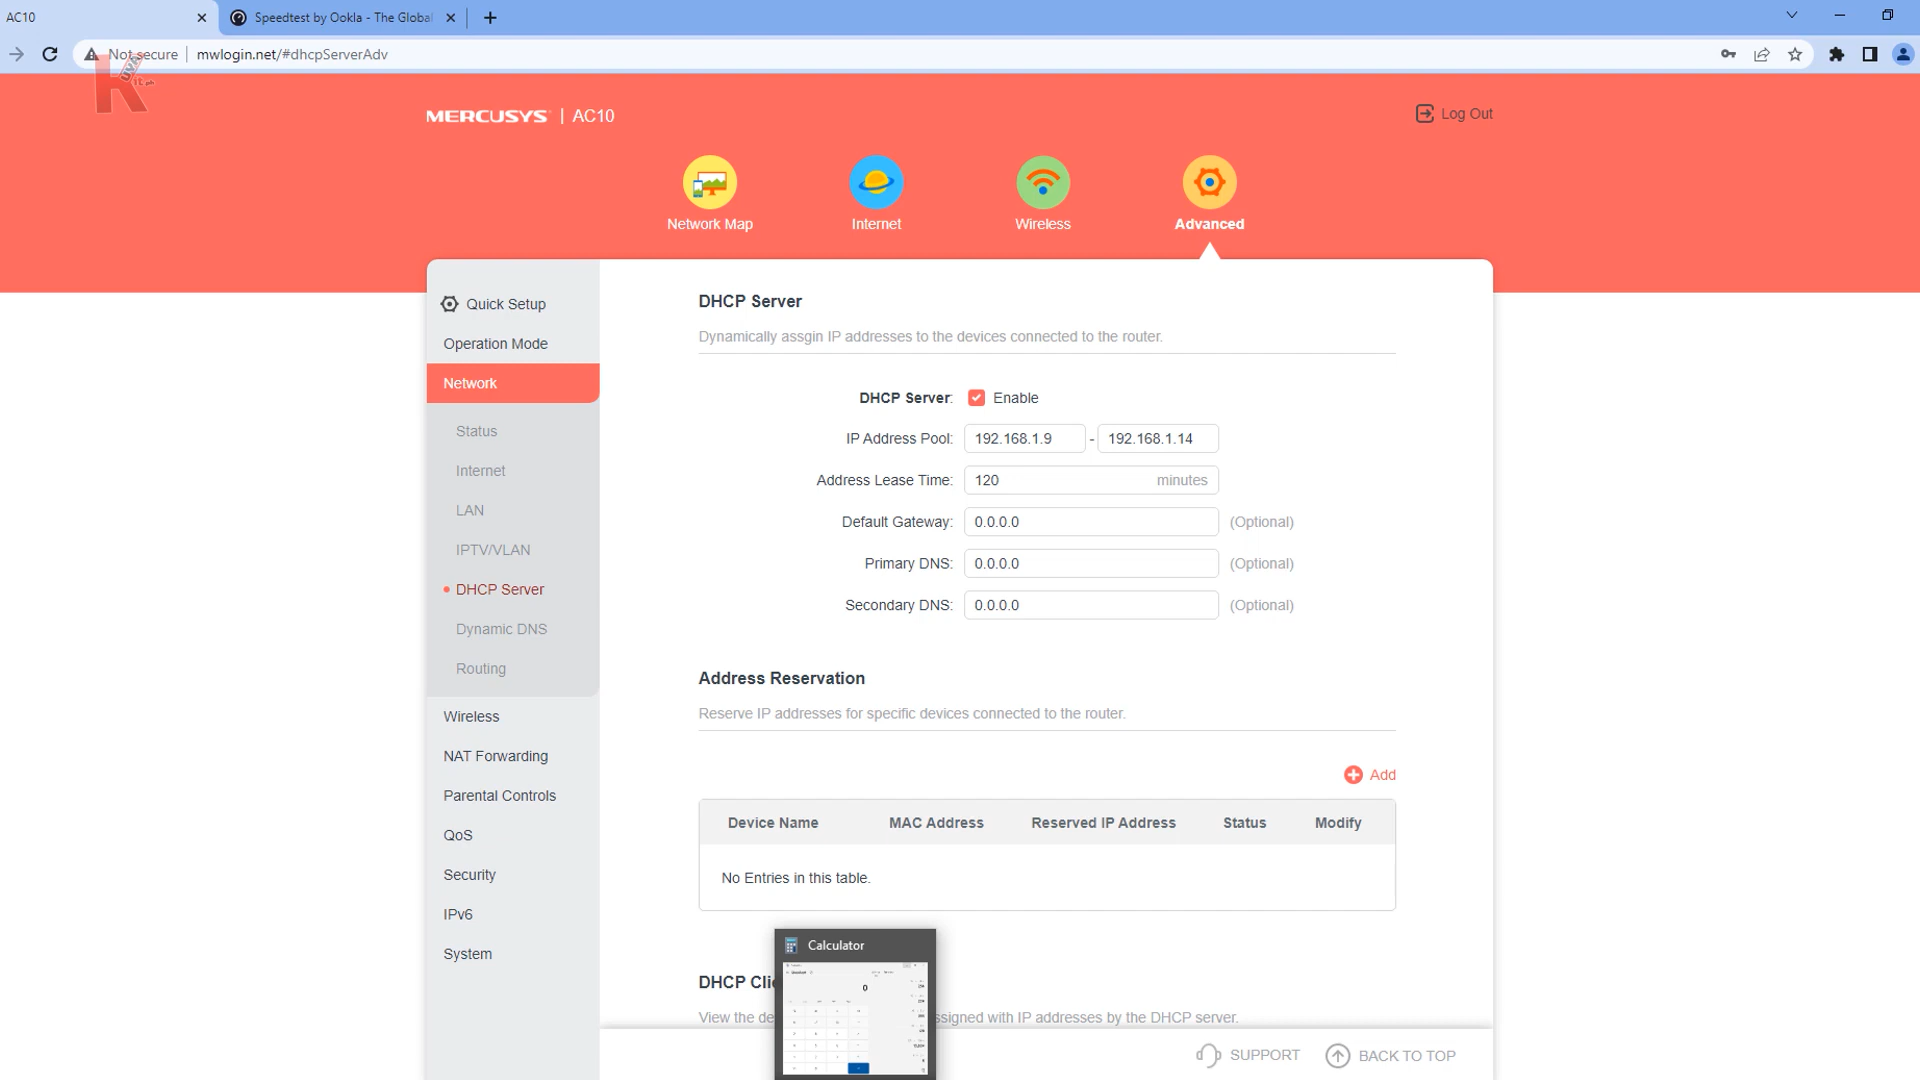 AC10
Speedtest by Ookla - The Global
Not secure
mwlogin.net/#dhcpServerAdv
MERCUSYS | AC10
Log Out
Network Map
Internet
Wireless
Advanced
Quick Setup
Operation Mode
Network
Status
Internet
LAN
IPTV/VLAN
DHCP Server
Dynamic DNS
Routing
Wireless
NAT Forwarding
Parental Controls
QoS
Security
IPv6
System
DHCP Server
Dynamically assgin IP addresses to the devices connected to the router.
DHCP Server: Enable
IP Address Pool: 192.168.1.9 - 192.168.1.14
Address Lease Time: 120 minutes
Default Gateway: 0.0.0.0 (Optional)
Primary DNS: 0.0.0.0 (Optional)
Secondary DNS: 0.0.0.0 (Optional)
Address Reservation
Reserve IP addresses for specific devices connected to the router.
Add
Device Name MAC Address Reserved IP Address Status Modify
No Entries in this table.
Calculator
0
DHCP
View the ssigned with IP addresses by the DHCP server.
SUPPORT
BACK TO TOP